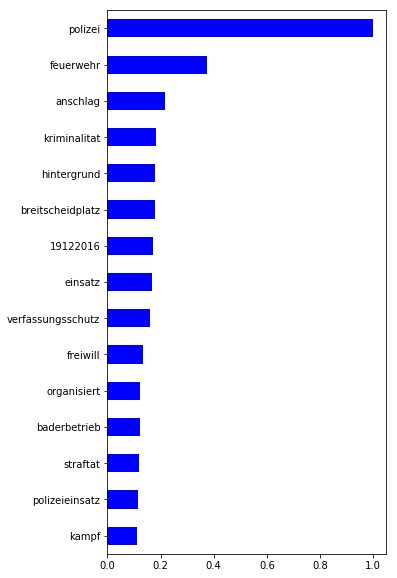 polizei
feuerwehr
anschlag
kriminalitat
hintergrund
breitscheidplatz
19122016
einsatz
verfassungsschutz
freiwill
organisiert
baderbetrieb
straftat
polizeieinsatz
kampf
0.0 0.2 0.4 0.6 0.8 1.0